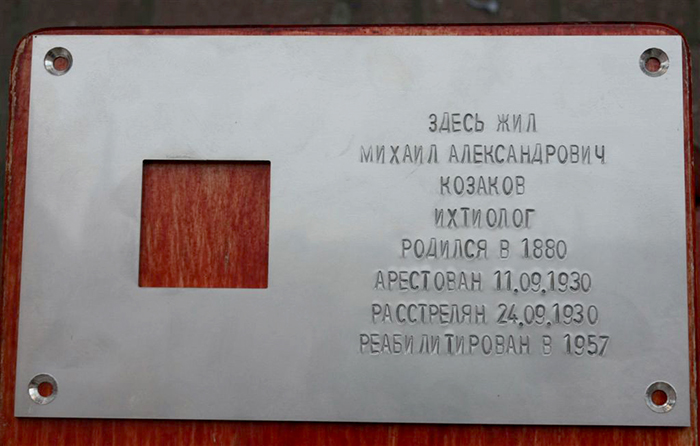 ЗДЕСЬ ЖИЛ
МИХАИЛ АЛЕКСАНДРОВИЧ
КОЗАКОВ
ИХТИОЛОГ
РОДИЛСЯ В 1880
АРЕСТОВАН 11.09.1930
РАССТРЕЛЯН 24.09.1930
РЕАБИЛИТИРОВАН В 1957